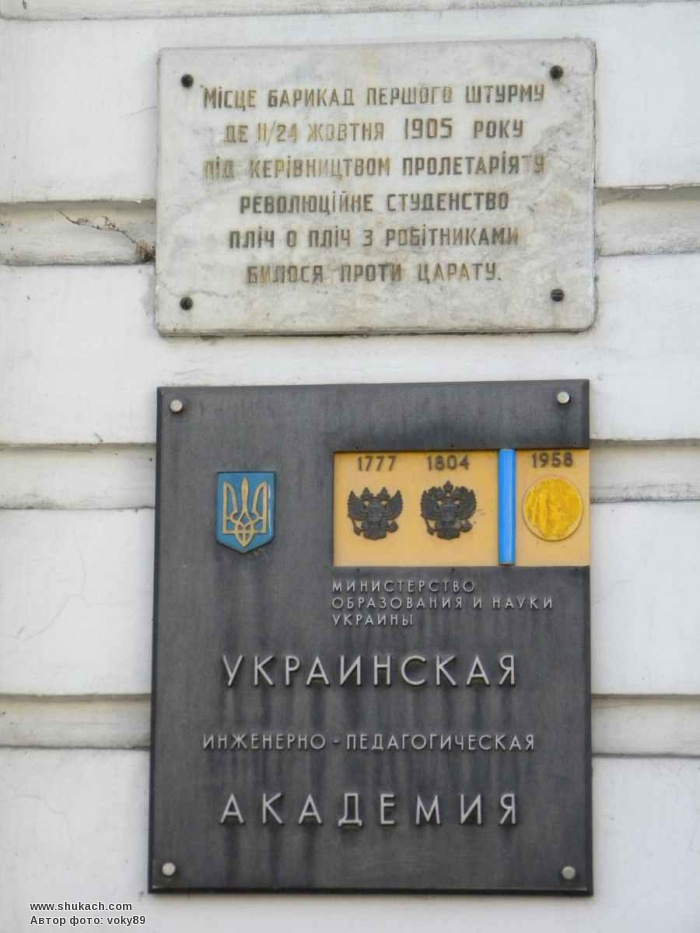 МІСЦЕ БАРИКАД ПЕРШОГО ШТУРМУ
ДЕ 11/24 ЖОВТНЯ 1905 РОКУ
ПІД КЕРІВНИЦТВОМ ПРОЛЕТАРІЯТУ
РЕВОЛЮЦІЙНЕ СТУДЕНСТВО
ПЛІЧ О ПЛІЧ З РОБІТНИКАМИ
БИЛОСЯ ПРОТИ ЦАРАТУ.
1777 1804 1958
МИНИСТЕРСТВО
ОБРАЗОВАНИЯ И НАУКИ
УКРАИНЫ
УКРАИНСКАЯ
ИНЖЕНЕРНО - ПЕДАГОГИЧЕСКАЯ
АКАДЕМИЯ
www.shukach.com
Автор фото: voky89